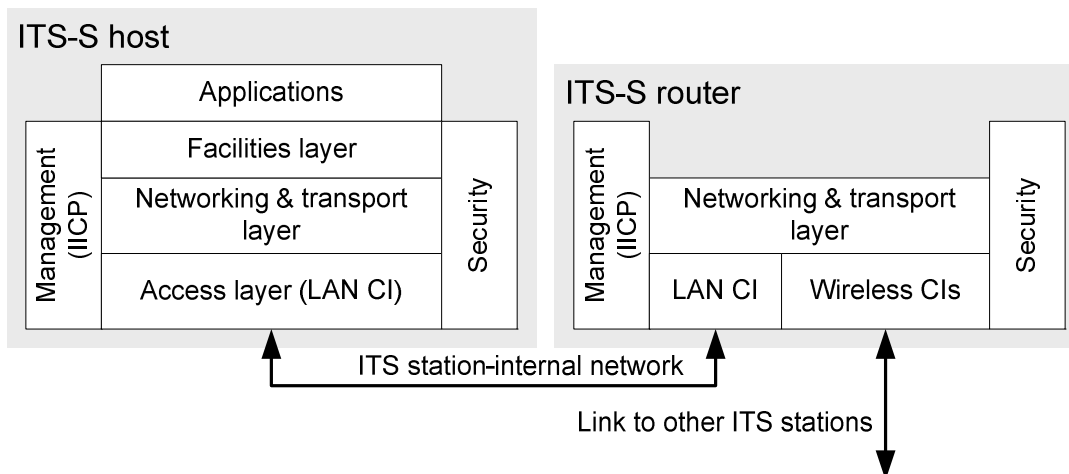 ITS-S host
Applications
Facilities layer
Networking & transport
layer
Access layer (LAN CI)
Management
(IICP)
Security
ITS-S router
Management
(IICP)
Networking & transport
layer
LAN CI
Wireless CIs
Security
ITS station-internal network
Link to other ITS stations